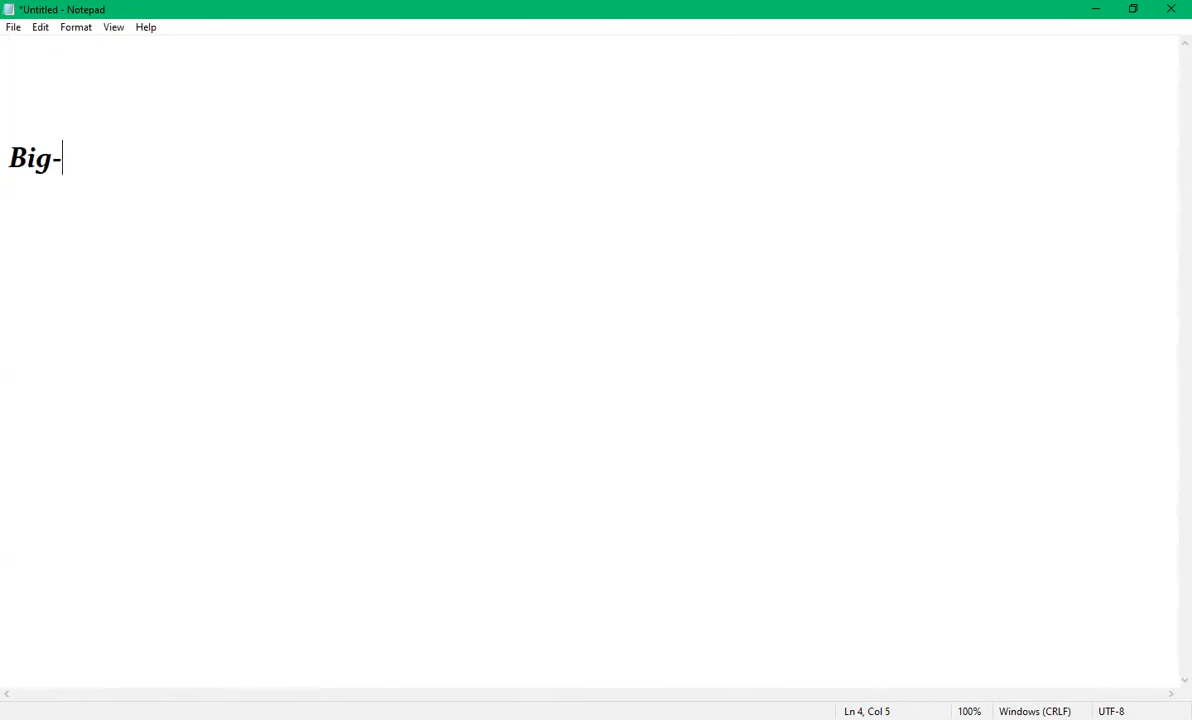 *Untitled - Notepad
File Edit Format View Help
Big-
Ln 4, Col 5 100% Windows (CRLF) UTF-8